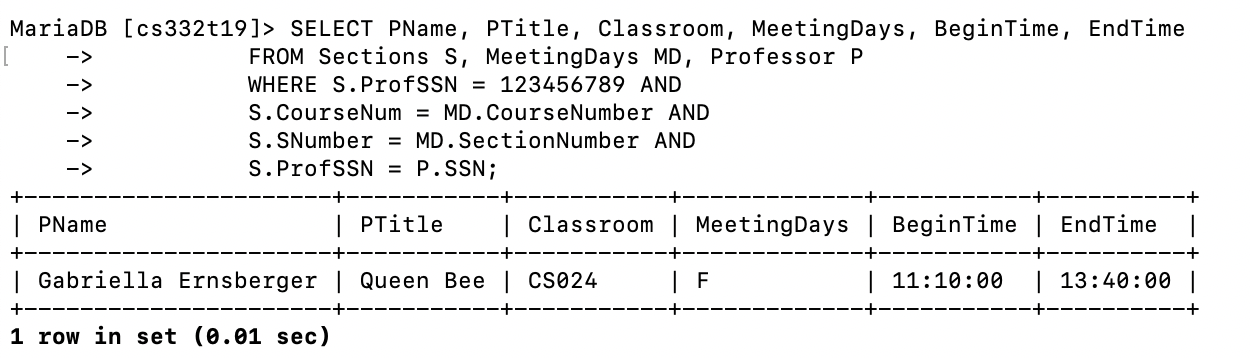 MariaDB [cs332t19]> SELECT PName, PTitle, Classroom, MeetingDays, BeginTime, EndTime
[    -> FROM Sections S, MeetingDays MD, Professor P
    -> WHERE S.ProfSSN = 123456789 AND
    -> S.CourseNum = MD.CourseNumber AND
    -> S.SNumber = MD.SectionNumber AND
    -> S.ProfSSN = P.SSN;
+----------------------+-----------+-----------+-------------+-----------+----------+
| PName                | PTitle    | Classroom | MeetingDays | BeginTime | EndTime  |
+----------------------+-----------+-----------+-------------+-----------+----------+
| Gabriella Ernsberger | Queen Bee | CS024     | F           | 11:10:00  | 13:40:00 |
+----------------------+-----------+-----------+-------------+-----------+----------+
1 row in set (0.01 sec)